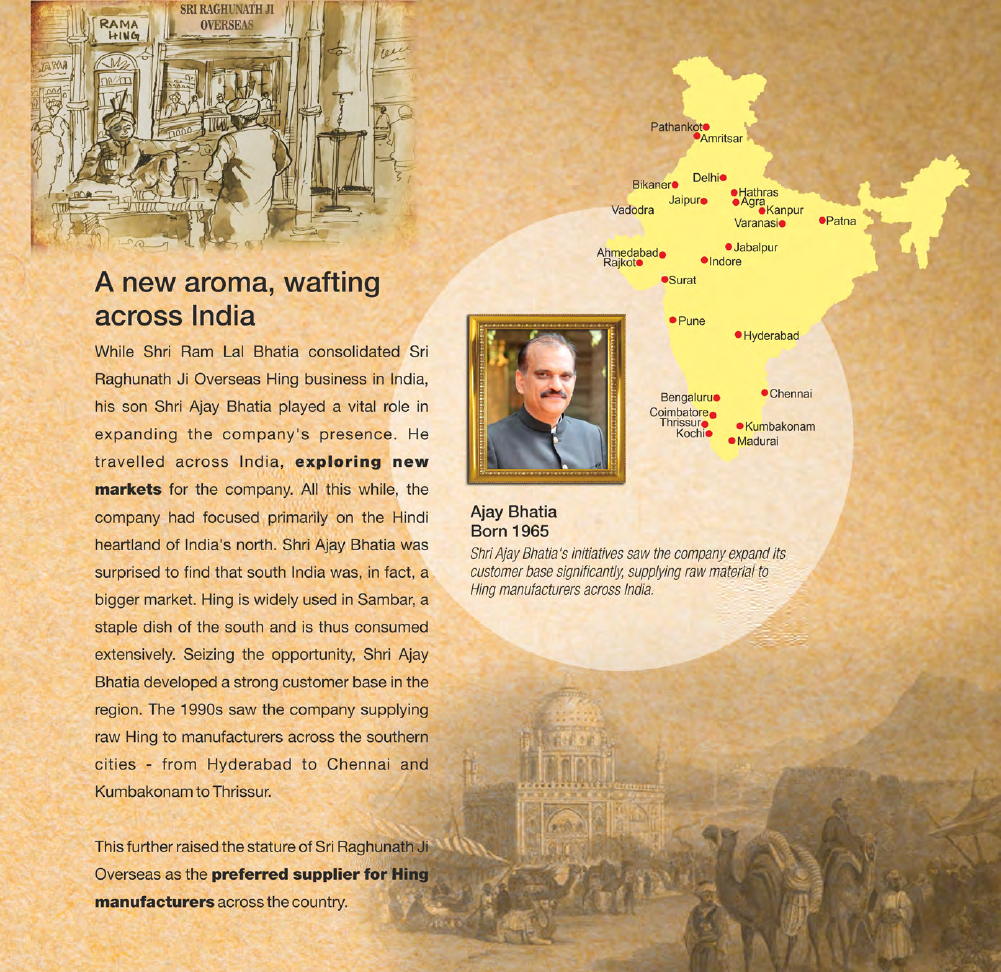 SRI RAGHUNATH JI
OVERSEAS
RAMA
HING
A new aroma, wafting
across India
While Shri Ram Lal Bhatia consolidated Sri
Raghunath Ji Overseas Hing business in India,
his son Shri Ajay Bhatia played a vital role in
expanding the company's presence. He
travelled across India, exploring new
markets for the company. All this while, the
company had focused primarily on the Hindi
heartland of India's north. Shri Ajay Bhatia was
surprised to find that south India was, in fact, a
bigger market. Hing is widely used in Sambar, a
staple dish of the south and is thus consumed
extensively. Seizing the opportunity, Shri Ajay
Bhatia developed a strong customer base in the
region. The 1990s saw the company supplying
raw Hing to manufacturers across the southern
cities - from Hyderabad to Chennai and
Kumbakonam to Thrissur.
This further raised the stature of Sri Raghunath Ji
Overseas as the preferred supplier for Hing
manufacturers across the country.
Pathankot
Amritsar
Delhi
Bikaner
Hathras
Jaipur
Agra
Vadodra
Kanpur
Varanasi
Patna
Jabalpur
Ahmedabad
Indore
Rajkot
Surat
Pune
Hyderabad
Chennai
Bengaluru
Coimbatore
Thrissur
Kumbakonam
Kochi
Madurai
Ajay Bhatia
Born 1965
Shri Ajay Bhatia's initiatives saw the company expand its
customer base significantly, supplying raw material to
Hing manufacturers across India.